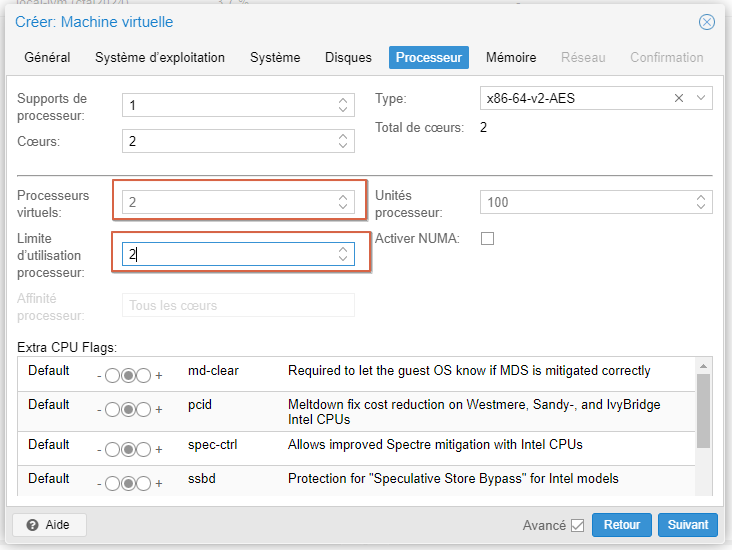 Créer: Machine virtuelle
Général Système d'exploitation Système Disques Processeur Mémoire Réseau Confirmation
Supports de processeur: 1
Type: x86-64-v2-AES
Cœurs: 2
Total de cœurs: 2
Processeurs virtuels: 2
Unités processeur: 100
Limite d'utilisation processeur: 2
Activer NUMA:
Affinité processeur: Tous les cœurs
Extra CPU Flags:
Default - + md-clear Required to let the guest OS know if MDS is mitigated correctly
Default - + pcid Meltdown fix cost reduction on Westmere, Sandy-, and IvyBridge
Intel CPUs
Default - + spec-ctrl Allows improved Spectre mitigation with Intel CPUs
Default - + ssbd Protection for "Speculative Store Bypass" for Intel models
Aide
Avancé
Retour
Suivant